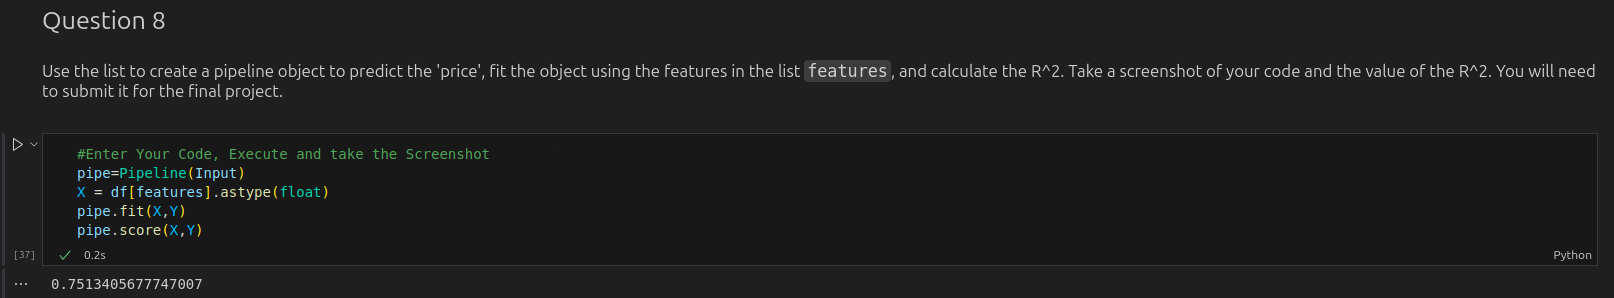 Question 8
Use the list to create a pipeline object to predict the 'price', fit the object using the features in the list features, and calculate the R^2. Take a screenshot of your code and the value of the R^2. You will need
to submit it for the final project.
#Enter Your Code, Execute and take the Screenshot
pipe=Pipeline(Input)
X = df[features].astype(float)
pipe.fit(X,Y)
pipe.score(X,Y)
[37] 0.2s Python
... 0.7513405677747007